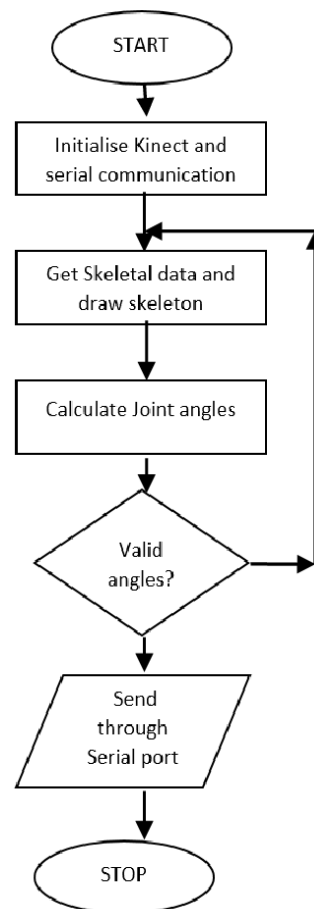 START
Initialise Kinect and
serial communication
Get Skeletal data and
draw skeleton
Calculate Joint angles
Valid
angles?
Send
through
Serial port
STOP